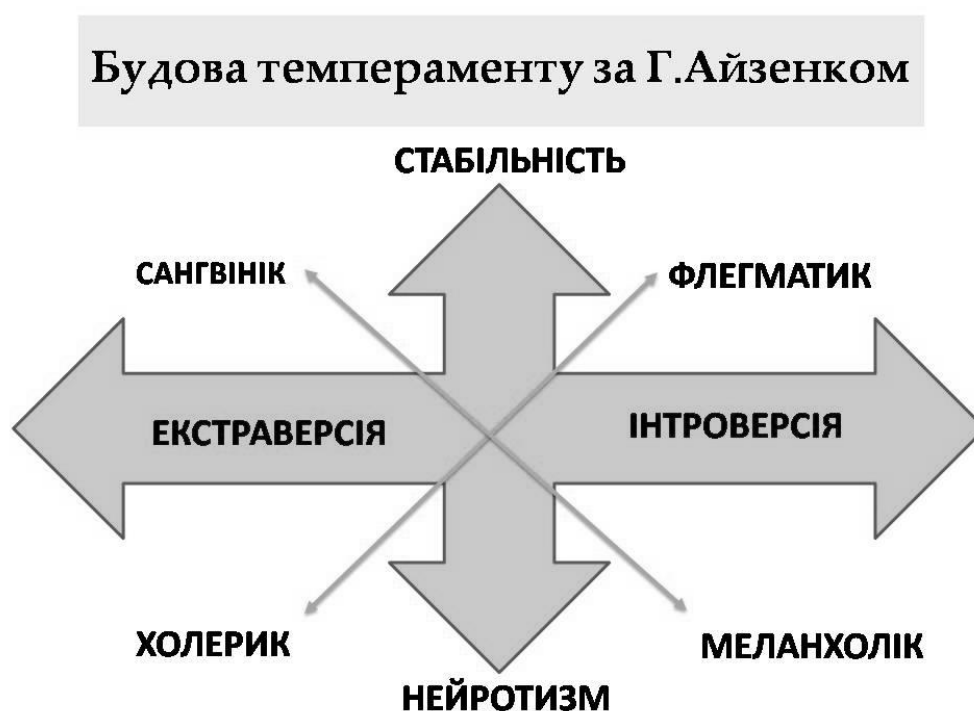 Будова темпераменту за Г.Айзенком
СТАБІЛЬНІСТЬ
САНГВІНІК
ФЛЕГМАТИК
ЕКСТРАВЕРСІЯ
ІНТРОВЕРСІЯ
ХОЛЕРИК
МЕЛАНХОЛІК
НЕЙРОТИЗМ